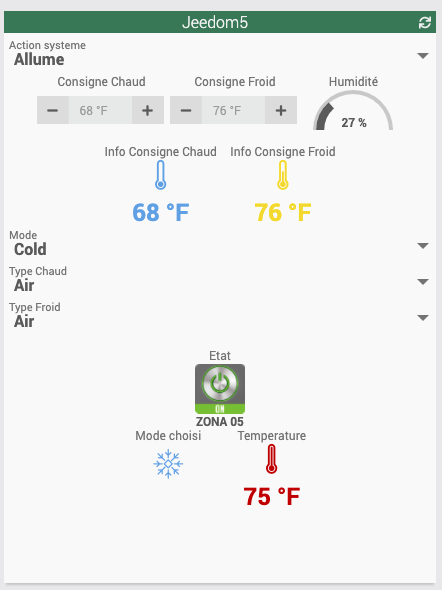 Jeedom5
Action systeme
Allume
Consigne Chaud Consigne Froid Humidité
− 68 °F + − 76 °F + 27 %
Info Consigne Chaud Info Consigne Froid
68 °F 76 °F
Mode
Cold
Type Chaud
Air
Type Froid
Air
Etat
ON
ZONA 05
Mode choisi Temperature
75 °F